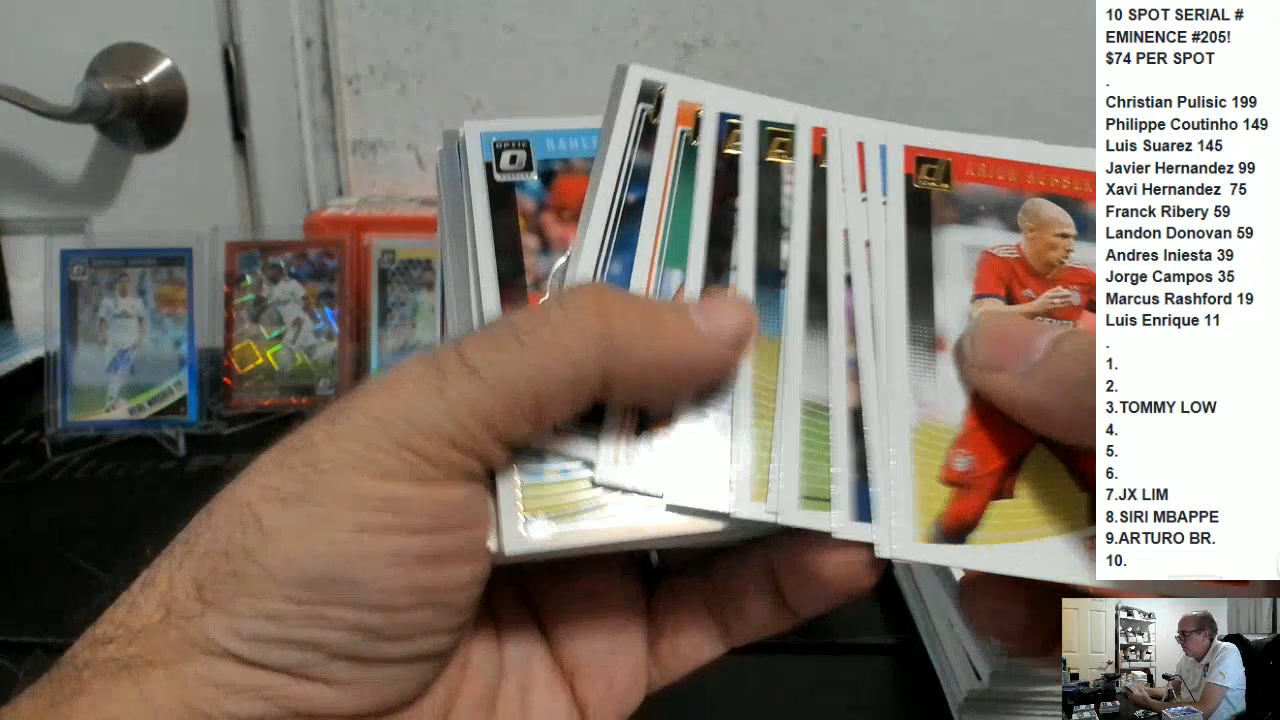 10 SPOT SERIAL #
EMINENCE #205!
$74 PER SPOT
.
Christian Pulisic 199
Philippe Coutinho 149
Luis Suarez 145
Javier Hernandez 99
Xavi Hernandez 75
Franck Ribery 59
Landon Donovan 59
Andres Iniesta 39
Jorge Campos 35
Marcus Rashford 19
Luis Enrique 11
.
1.
2.
3.TOMMY LOW
4.
5.
6.
7.JX LIM
8.SIRI MBAPPE
9.ARTURO BR.
10.
OPTIC